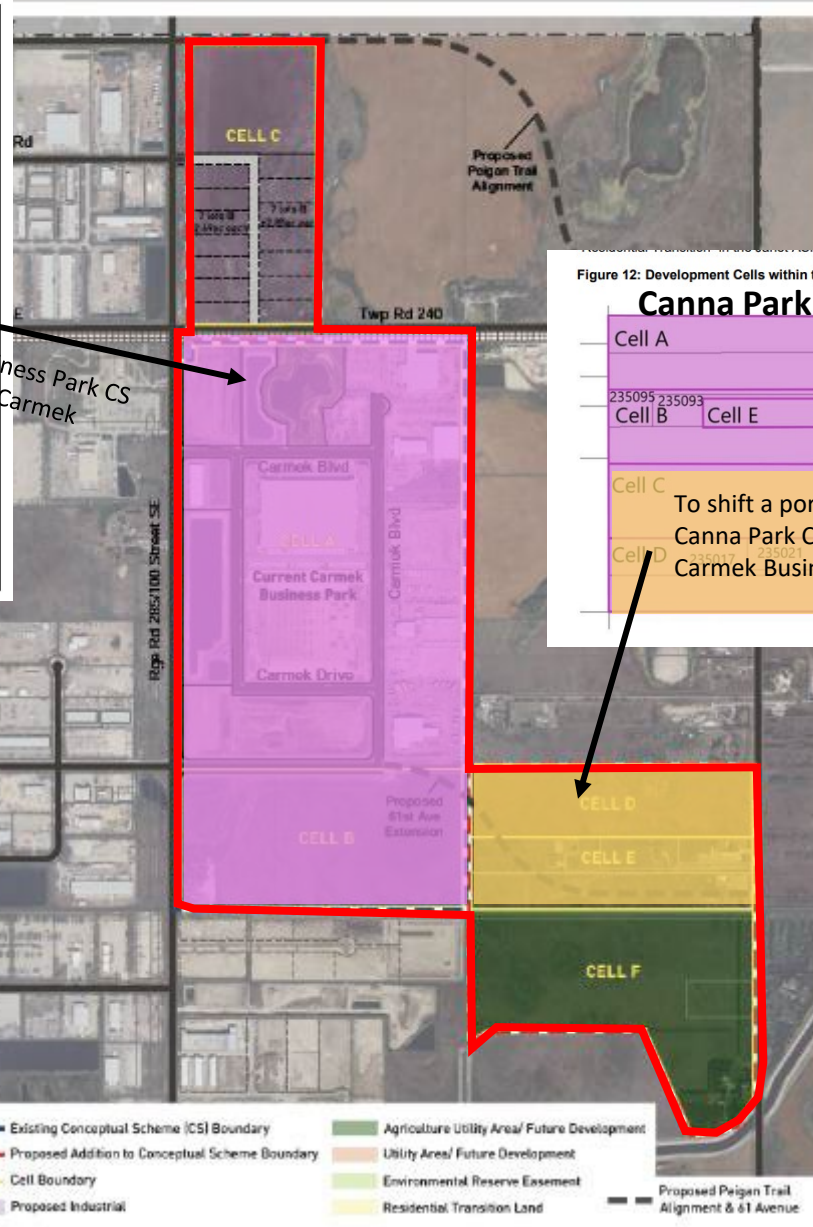 Rd
CELL C
Proposed
Poigan Trail
Alignment
7 lots @
7 lots @
E
Twp Rd 240
Figure 12: Development Cells within
Canna Park
Cell A
235095
235093
Cell B
Cell E
Cell C
Cell D
235017
235021
To shift a por
Canna Park C
Carmek Busin
ness Park CS
Carmek
Rge Rd 285/100 Street SE
Carmek Blvd
CELL A
Current Carmek
Business Park
Carmek Blvd
Carmek Drive
Proposed
61st Ave
Extension
CELL B
CELL D
CELL E
CELL F
Existing Conceptual Scheme (CS) Boundary
Proposed Addition to Conceptual Scheme Boundary
Cell Boundary
Proposed Industrial
Agriculture Utility Area/ Future Development
Utility Area/ Future Development
Environmental Reserve Easement
Residential Transition Land
Proposed Peigan Trail
Alignment & 61 Avenue